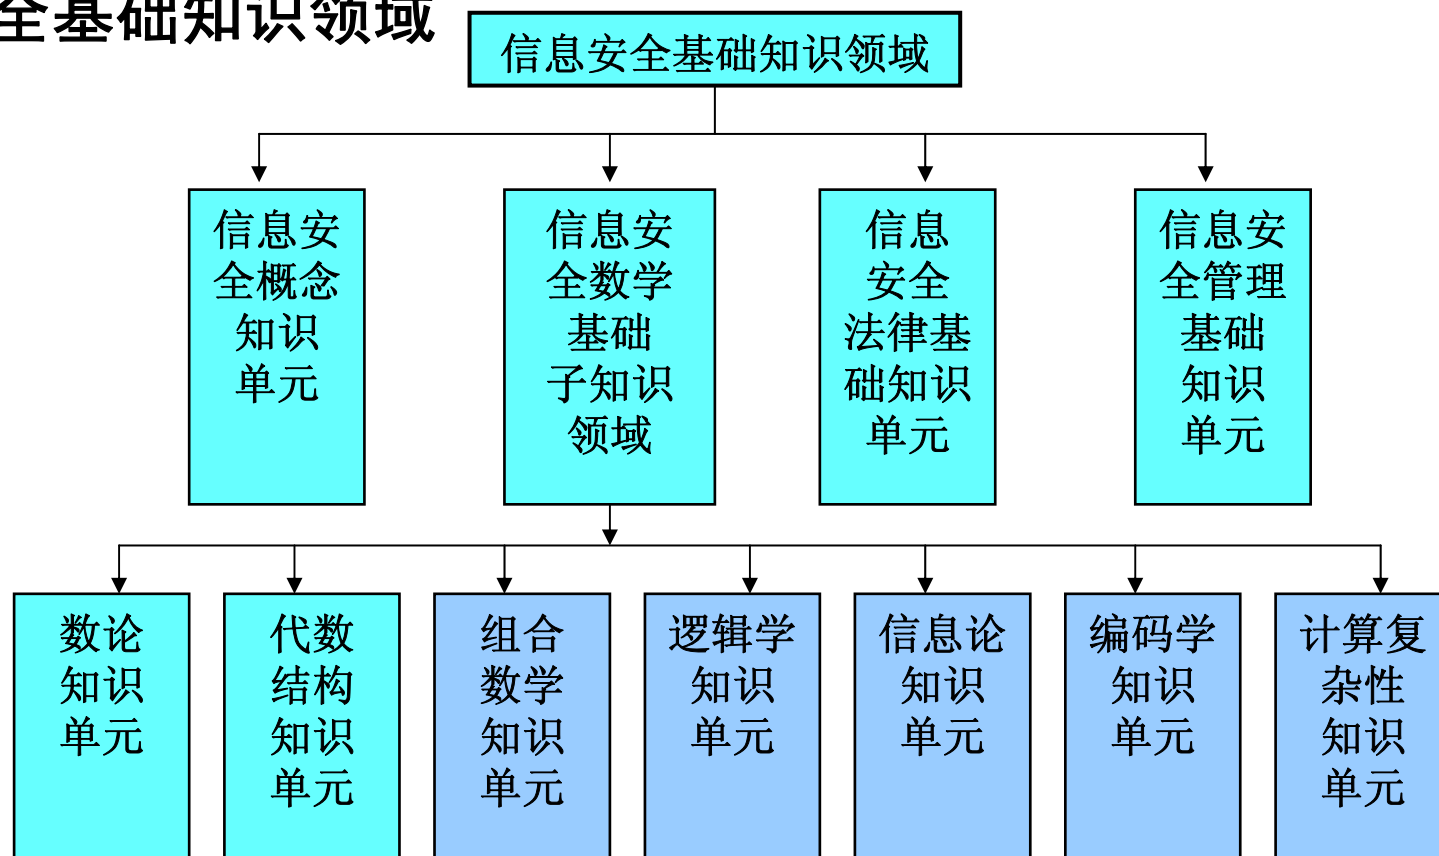 全基础知识领域
信息安全基础知识领域
信息安
全概念
知识
单元
信息安
全数学
基础
子知识
领域
信息
安全
法律基
础知识
单元
信息安
全管理
基础
知识
单元
数论
知识
单元
代数
结构
知识
单元
组合
数学
知识
单元
逻辑学
知识
单元
信息论
知识
单元
编码学
知识
单元
计算复
杂性
知识
单元